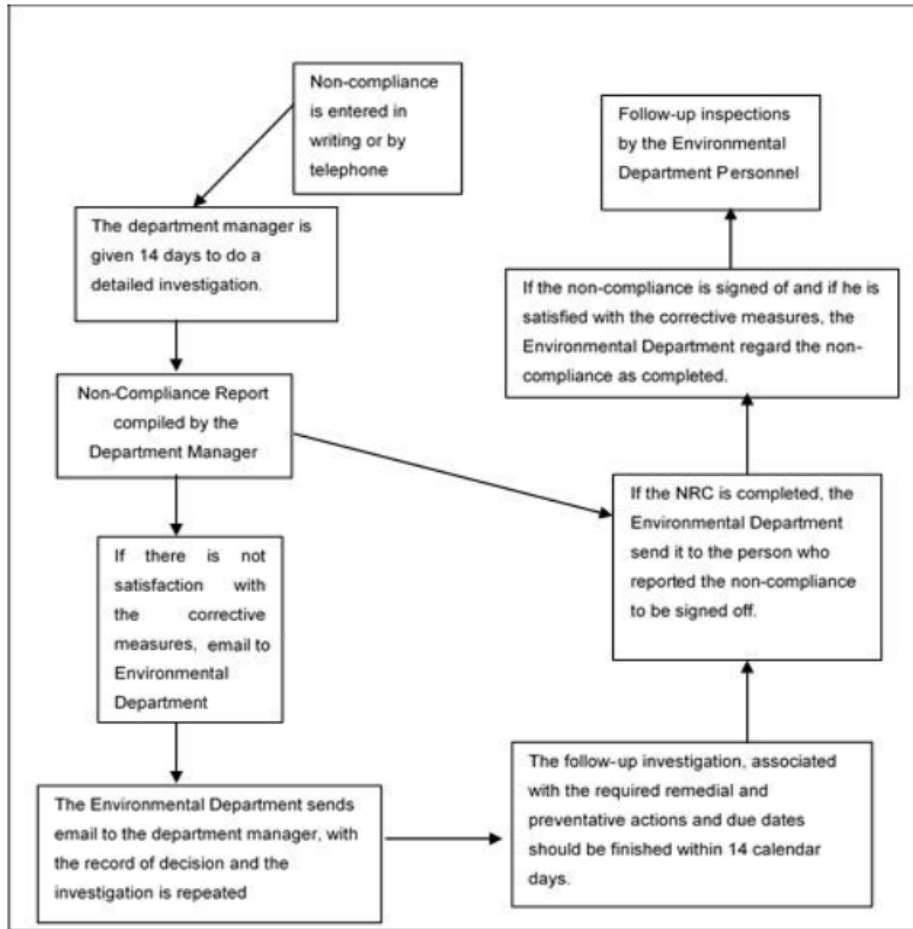 Non-compliance
is entered in
writing or by
telephone
The department manager is
given 14 days to do a
detailed investigation.
Non-Compliance Report
compiled by the
Department Manager
If there is not
satisfaction with
the corrective
measures, email to
Environmental
Department
The Environmental Department sends
email to the department manager, with
the record of decision and the
investigation is repeated
The follow-up investigation, associated
with the required remedial and
preventative actions and due dates
should be finished within 14 calendar
days.
If the NRC is completed, the
Environmental Department
send it to the person who
reported the non-compliance
to be signed off.
If the non-compliance is signed of and if he is
satisfied with the corrective measures, the
Environmental Department regard the non-
compliance as completed.
Follow-up inspections
by the Environmental
Department Personnel